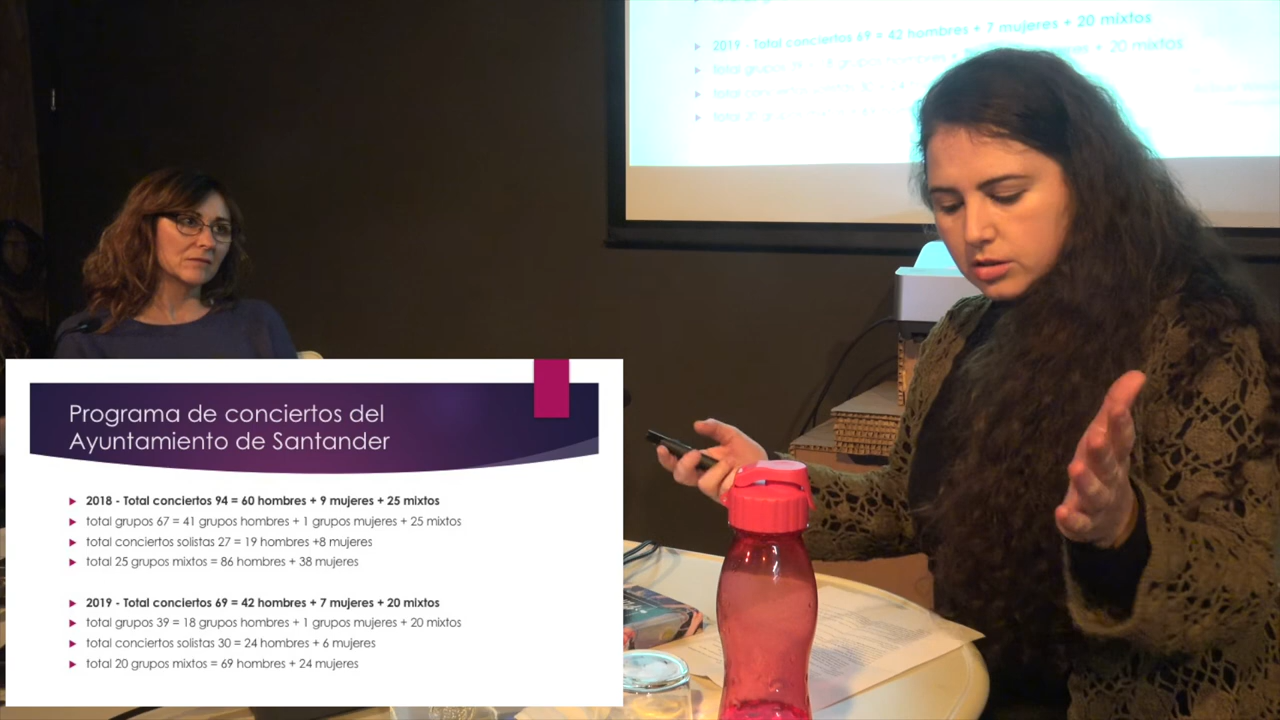 2019 - Total conciertos 69 = 42 hombres + 7 mujeres + 20 mixtos
Programa de conciertos del
Ayuntamiento de Santander
2018 - Total conciertos 94 = 60 hombres + 9 mujeres + 25 mixtos
total grupos 67 = 41 grupos hombres + 1 grupos mujeres + 25 mixtos
total conciertos solistas 27 = 19 hombres +8 mujeres
total 25 grupos mixtos = 86 hombres + 38 mujeres
2019 - Total conciertos 69 = 42 hombres + 7 mujeres + 20 mixtos
total grupos 39 = 18 grupos hombres + 1 grupos mujeres + 20 mixtos
total conciertos solistas 30 = 24 hombres + 6 mujeres
total 20 grupos mixtos = 69 hombres + 24 mujeres